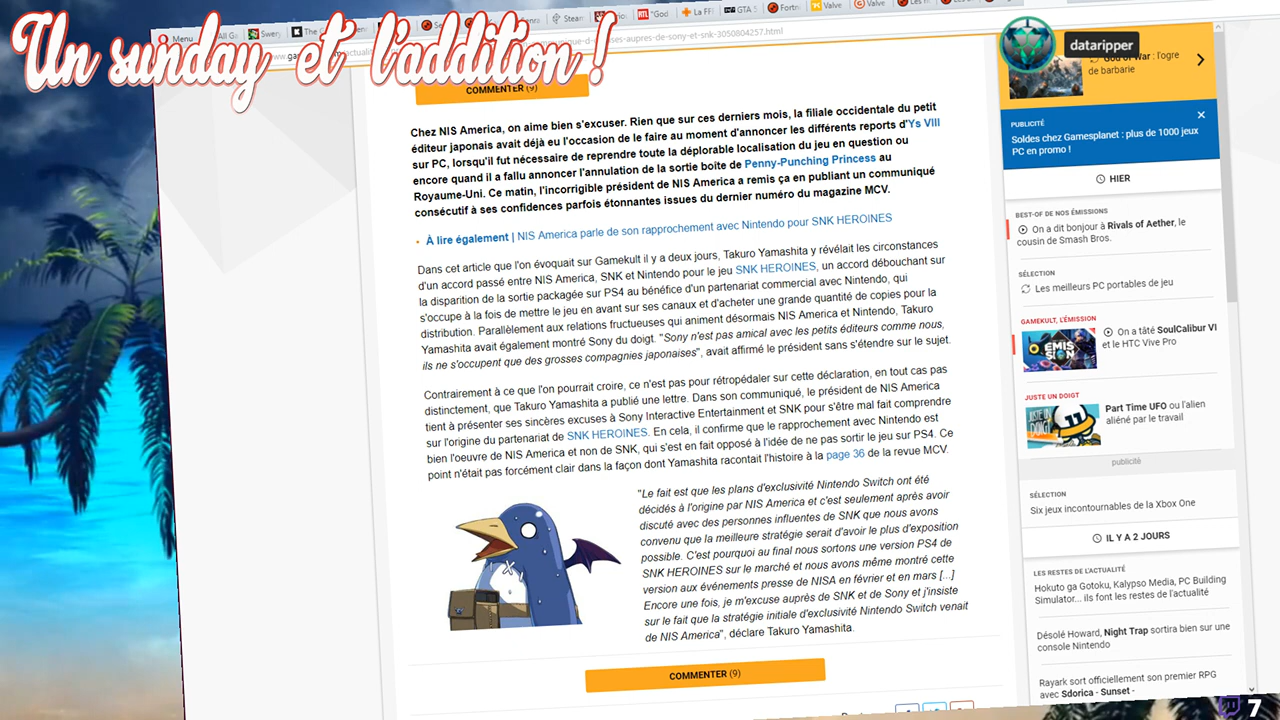 Un sunday et l'addition !
Menu
Steam
La FF
GTA S
Fortn
Valve
Valve
Les m
COMMENTER (9)
Chez NIS America, on aime bien s'excuser. Rien que sur ces derniers mois, la filiale occidentale du petit
éditeur japonais avait déjà eu l'occasion de le faire au moment d'annoncer les différents reports d'Ys VIII
sur PC, lorsqu'il fut nécessaire de reprendre toute la déplorable localisation du jeu en question ou
encore quand il a fallu annoncer l'annulation de la sortie boîte de Penny-Punching Princess au
Royaume-Uni. Ce matin, l'incorrigible président de NIS America a remis ça en publiant un communiqué
consécutif à ses confidences parfois étonnantes issues du dernier numéro du magazine MCV.
• À lire également | NIS America parle de son rapprochement avec Nintendo pour SNK HEROINES
Dans cet article que l'on évoquait sur Gamekult il y a deux jours, Takuro Yamashita y révélait les circonstances
d'un accord passé entre NIS America, SNK et Nintendo pour le jeu SNK HEROINES, un accord débouchant sur
la disparition de la sortie packagée sur PS4 au bénéfice d'un partenariat commercial avec Nintendo, qui
s'occupe à la fois de mettre le jeu en avant sur ses canaux et d'acheter une grande quantité de copies pour la
distribution. Parallèlement aux relations fructueuses qui animent désormais NIS America et Nintendo, Takuro
Yamashita avait également montré Sony du doigt. "Sony n'est pas amical avec les petits éditeurs comme nous,
ils ne s'occupent que des grosses compagnies japonaises", avait affirmé le président sans s'étendre sur le sujet.
Contrairement à ce que l'on pourrait croire, ce n'est pas pour rétropédaler sur cette déclaration, en tout cas pas
distinctement, que Takuro Yamashita a publié une lettre. Dans son communiqué, le président de NIS America
tient à présenter ses sincères excuses à Sony Interactive Entertainment et SNK pour s'être mal fait comprendre
sur l'origine du partenariat de SNK HEROINES. En cela, il confirme que le rapprochement avec Nintendo est
bien l'oeuvre de NIS America et non de SNK, qui s'est en fait opposé à l'idée de ne pas sortir le jeu sur PS4. Ce
point n'était pas forcément clair dans la façon dont Yamashita racontait l'histoire à la page 36 de la revue MCV.
"Le fait est que les plans d'exclusivité Nintendo Switch ont été
décidés à l'origine par NIS America et c'est seulement après avoir
discuté avec des personnes influentes de SNK que nous avons
convenu que la meilleure stratégie serait d'avoir le plus d'exposition
possible. C'est pourquoi au final nous sortons une version PS4 de
SNK HEROINES sur le marché et nous avons même montré cette
version aux événements presse de NISA en février et en mars [...]
Encore une fois, je m'excuse auprès de SNK et de Sony et j'insiste
sur le fait que la stratégie initiale d'exclusivité Nintendo Switch venait
de NIS America", déclare Takuro Yamashita.
COMMENTER (9)
dataripper
God of War : l'ogre
de barbarie
PUBLICITÉ
Soldes chez Gamesplanet : plus de 1000 jeux
PC en promo !
HIER
BEST-OF DE NOS ÉMISSIONS
On a dit bonjour à Rivals of Aether, le
cousin de Smash Bros.
SÉLECTION
Les meilleurs PC portables de jeu
GAMEKULT, L'ÉMISSION
EMIS
SION
On a tâté SoulCalibur VI
et le HTC Vive Pro
JUSTE UN DOIGT
Part Time UFO ou l'alien
aliéné par le travail
publicité
SÉLECTION
Six jeux incontournables de la Xbox One
IL Y A 2 JOURS
LES RESTES DE L'ACTUALITÉ
Hokuto ga Gotoku, Kalypso Media, PC Building
Simulator... ils font les restes de l'actualité
Désolé Howard, Night Trap sortira bien sur une
console Nintendo
Rayark sort officiellement son premier RPG
avec Sdorica - Sunset -
7